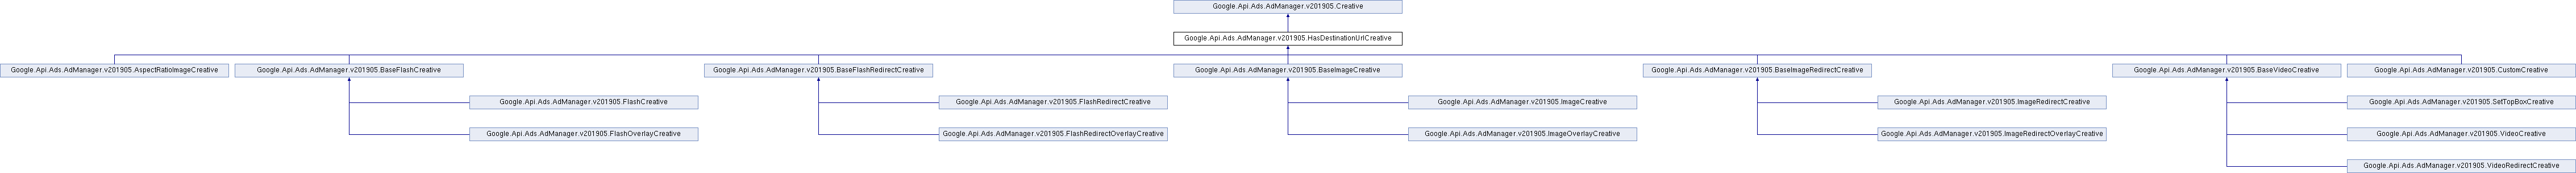 Google.Api.Ads.AdManager.v201905.Creative
Google.Api.Ads.AdManager.v201905.HasDestinationUrlCreative
Google.Api.Ads.AdManager.v201905.AspectRatioImageCreative
Google.Api.Ads.AdManager.v201905.BaseFlashCreative
Google.Api.Ads.AdManager.v201905.BaseFlashRedirectCreative
Google.Api.Ads.AdManager.v201905.BaseImageCreative
Google.Api.Ads.AdManager.v201905.BaseImageRedirectCreative
Google.Api.Ads.AdManager.v201905.BaseVideoCreative
Google.Api.Ads.AdManager.v201905.CustomCreative
Google.Api.Ads.AdManager.v201905.FlashCreative
Google.Api.Ads.AdManager.v201905.FlashRedirectCreative
Google.Api.Ads.AdManager.v201905.ImageCreative
Google.Api.Ads.AdManager.v201905.ImageRedirectCreative
Google.Api.Ads.AdManager.v201905.SetTopBoxCreative
Google.Api.Ads.AdManager.v201905.FlashOverlayCreative
Google.Api.Ads.AdManager.v201905.FlashRedirectOverlayCreative
Google.Api.Ads.AdManager.v201905.ImageOverlayCreative
Google.Api.Ads.AdManager.v201905.ImageRedirectOverlayCreative
Google.Api.Ads.AdManager.v201905.VideoCreative
Google.Api.Ads.AdManager.v201905.VideoRedirectCreative